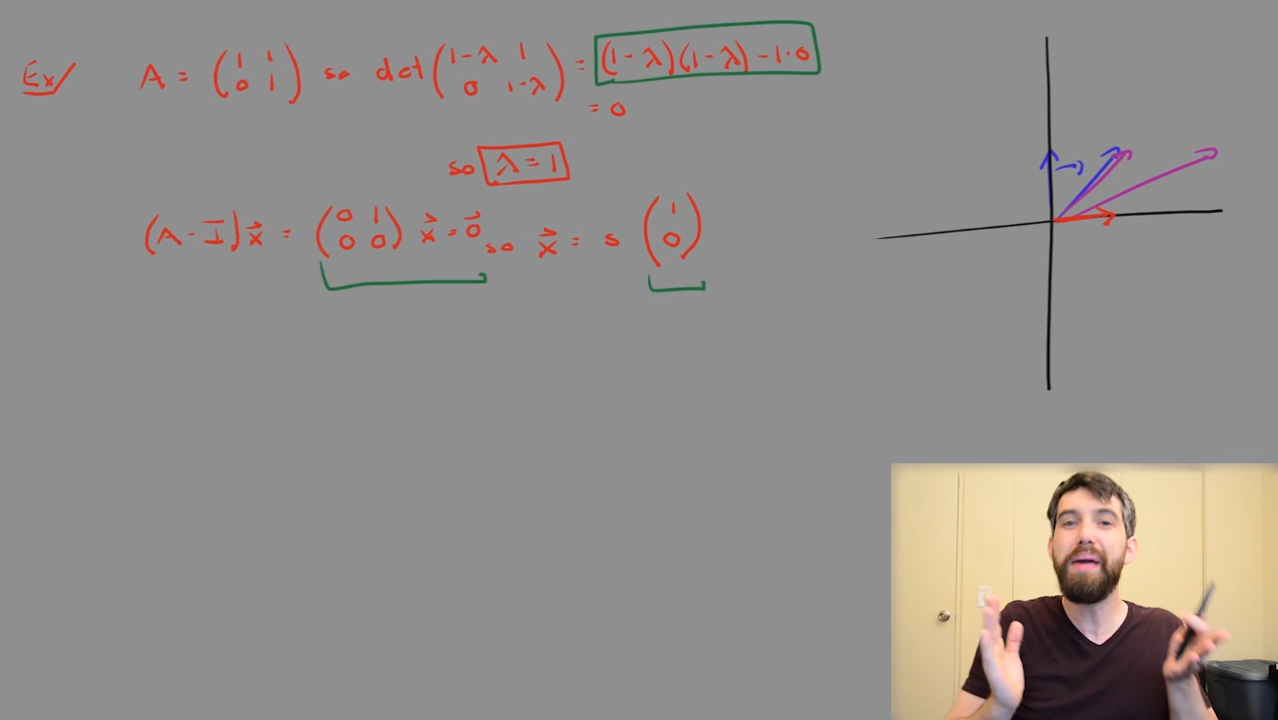 Ex/ A = (1 1 0 1) so det(1-λ 1 0 1-λ) = (1-λ)(1-λ) - 1·0
= 0
so λ = 1
(A - I)x⃗ = (0 1 0 0) x⃗ = 0⃗ so x⃗ = s (1 0)